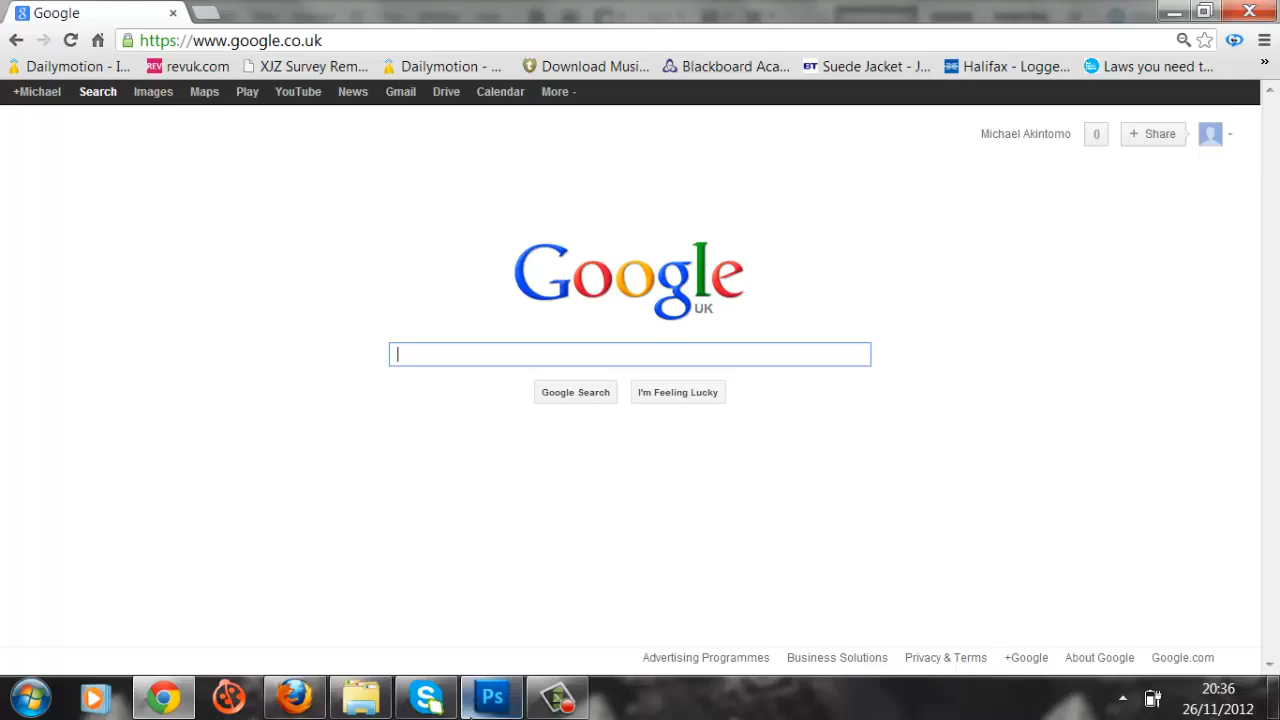 Google
https://www.google.co.uk
Dailymotion - I... REV revuk.com XJZ Survey Rem... Dailymotion - ... Download Musi... Blackboard Aca... BT Suede Jacket - J... Halifax - Logge... Laws you need t... »
+Michael Search Images Maps Play YouTube News Gmail Drive Calendar More
Michael Akintomo 0 + Share
Google
UK
Google Search I'm Feeling Lucky
Advertising Programmes Business Solutions Privacy & Terms +Google About Google Google.com
Ps
20:36
26/11/2012